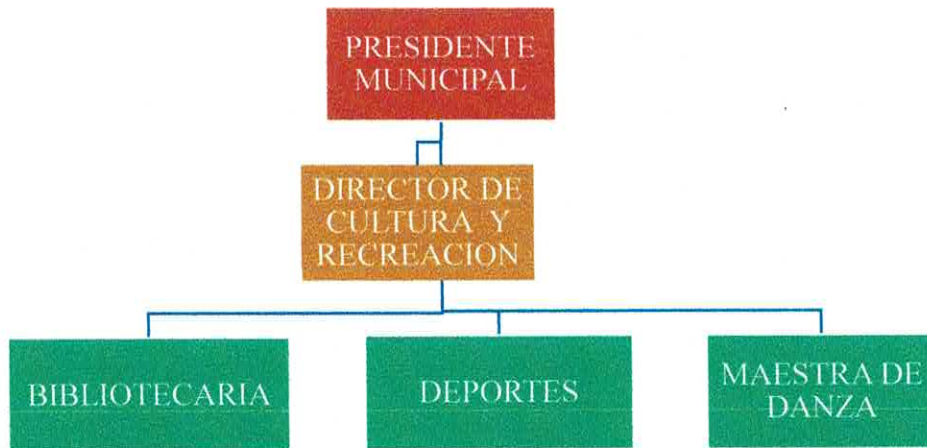 PRESIDENTE
MUNICIPAL
DIRECTOR DE
CULTURA Y
RECREACION
BIBLIOTECARIA
DEPORTES
MAESTRA DE
DANZA